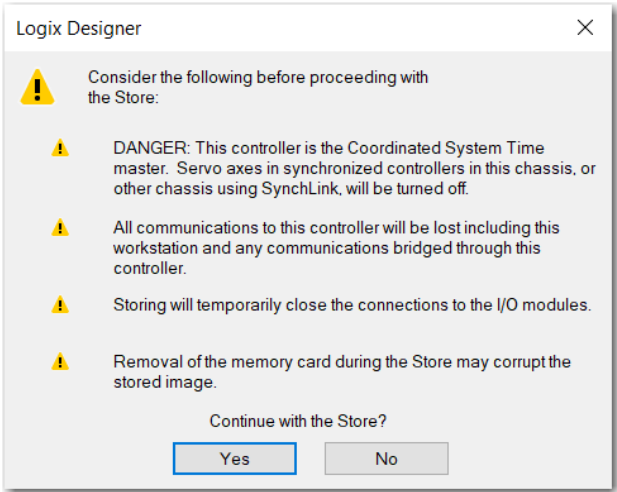 Logix Designer
Consider the following before proceeding with
the Store:
DANGER: This controller is the Coordinated System Time
master. Servo axes in synchronized controllers in this chassis, or
other chassis using SynchLink, will be turned off.
All communications to this controller will be lost including this
workstation and any communications bridged through this
controller.
Storing will temporarily close the connections to the I/O modules.
Removal of the memory card during the Store may corrupt the
stored image.
Continue with the Store?
Yes
No